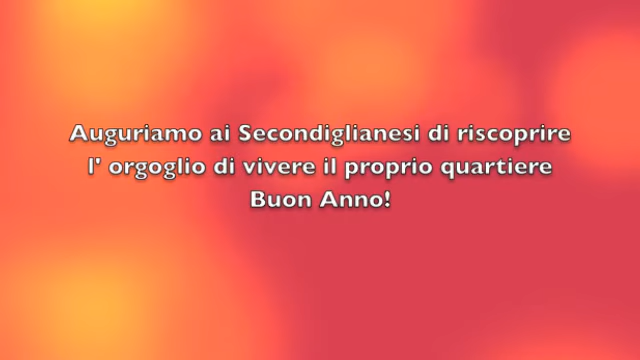 Auguriamo ai Secondiglianesi di riscoprire
l' orgoglio di vivere il proprio quartiere
Buon Anno!